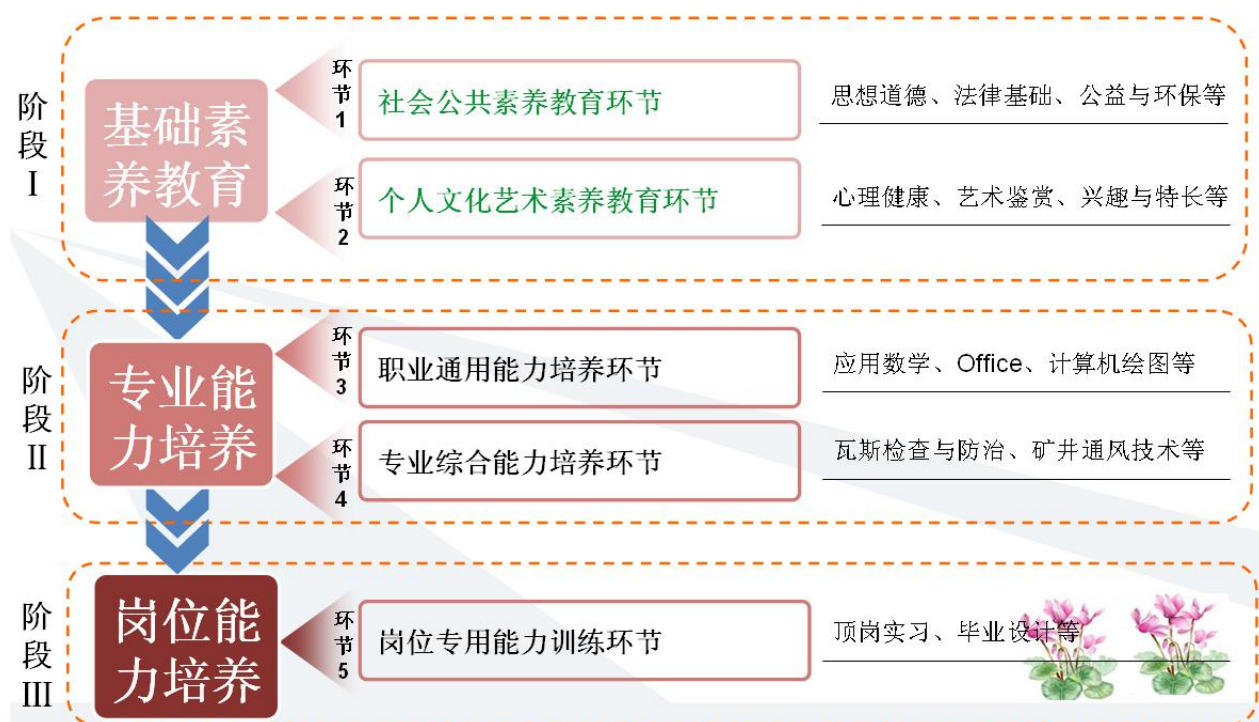 阶段I
基础素
养教育
环节1
社会公共素养教育环节
思想道德、法律基础、公益与环保等
环节2
个人文化艺术素养教育环节
心理健康、艺术鉴赏、兴趣与特长等
阶段II
专业能
力培养
环节3
职业通用能力培养环节
应用数学、Office、计算机绘图等
环节4
专业综合能力培养环节
瓦斯检查与防治、矿井通风技术等
阶段III
岗位能
力培养
环节5
岗位专用能力训练环节
顶岗实习、毕业设计等